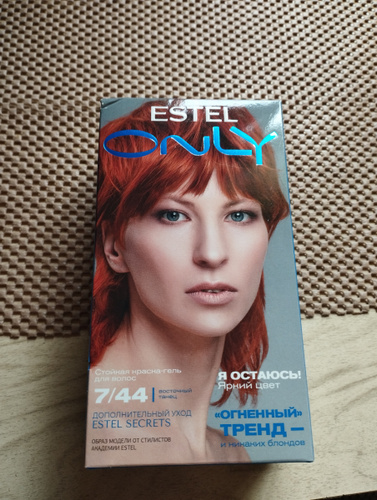 ESTEL
ONLY
Стойкая краска-гель
для волос
7/44 восточный
танец
ДОПОЛНИТЕЛЬНЫЙ УХОД
ESTEL SECRETS
ОБРАЗ МОДЕЛИ ОТ СТИЛИСТОВ
АКАДЕМИИ ESTEL
Я ОСТАЮСЬ!
Яркий цвет
«ОГНЕННЫЙ»
ТРЕНД –
и никаких блондов